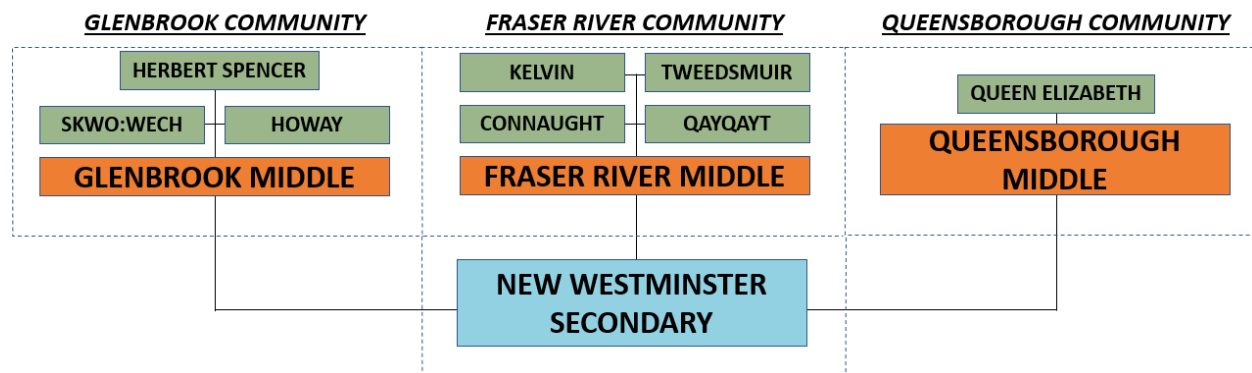 GLENBROOK COMMUNITY
FRASER RIVER COMMUNITY
QUEENSBOROUGH COMMUNITY
HERBERT SPENCER
SKWO:WECH
HOWAY
GLENBROOK MIDDLE
KELVIN
TWEEDSMUIR
CONNAUGHT
QAYQAYT
FRASER RIVER MIDDLE
QUEEN ELIZABETH
QUEENSBOROUGH
MIDDLE
NEW WESTMINSTER
SECONDARY